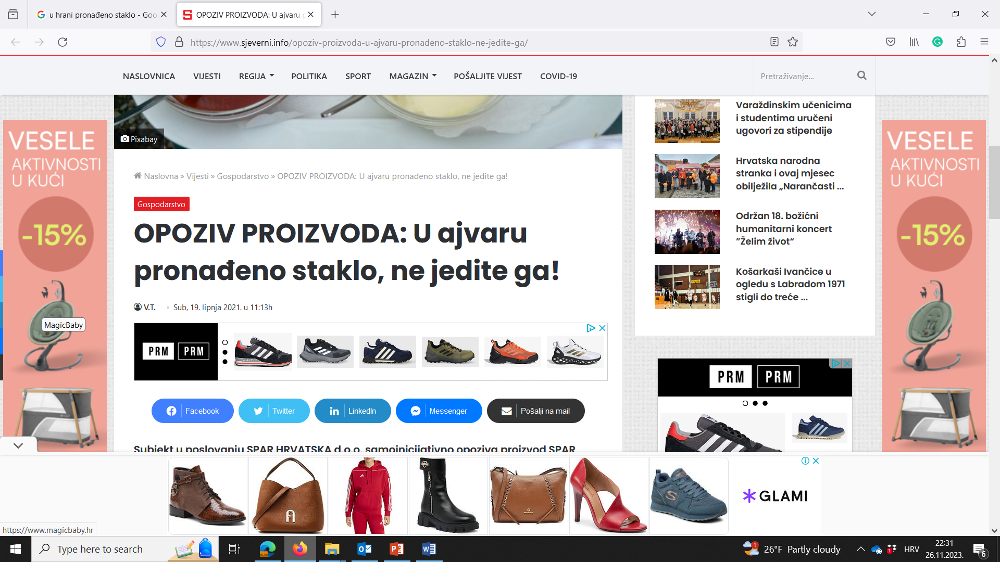 u hrani pronađeno staklo - Goo
OPOZIV PROIZVODA: U ajvaru p
https://www.sjeverni.info/opoziv-proizvoda-u-ajvaru-pronadeno-staklo-ne-jedite-ga/
NASLOVNICA VIJESTI REGIJA POLITIKA SPORT MAGAZIN POŠALJITE VIJEST COVID-19
Pretraživanje...
VESELE
AKTIVNOSTI
U KUĆI
-15%
MagicBaby
Pixabay
Naslovna » Vijesti » Gospodarstvo » OPOZIV PROIZVODA: U ajvaru pronađeno staklo, ne jedite ga!
Gospodarstvo
OPOZIV PROIZVODA: U ajvaru
pronađeno staklo, ne jedite ga!
V.T. • Sub, 19. lipnja 2021. u 11:13h
PRM PRM
Facebook
Twitter
LinkedIn
Messenger
Pošalji na mail
Subjekt u poslovanju SPAR HRVATSKA d.o.o. samoinicijativno opoziva proizvod SPAR
Varaždinskim učenicima
i studentima uručeni
ugovori za stipendije
Hrvatska narodna
stranka i ovaj mjesec
obilježila „Narančasti ...
Održan 18. božićni
humanitarni koncert
”Želim život“
Košarkaši Ivančice u
ogledu s Labradom 1971
stigli do treće ...
PRM PRM
VESELE
AKTIVNOSTI
U KUĆI
-15%
GLAMI
https://www.magicbaby.hr
Type here to search
1
26°F Partly cloudy
1
HRV
22:31
26.11.2023.
6